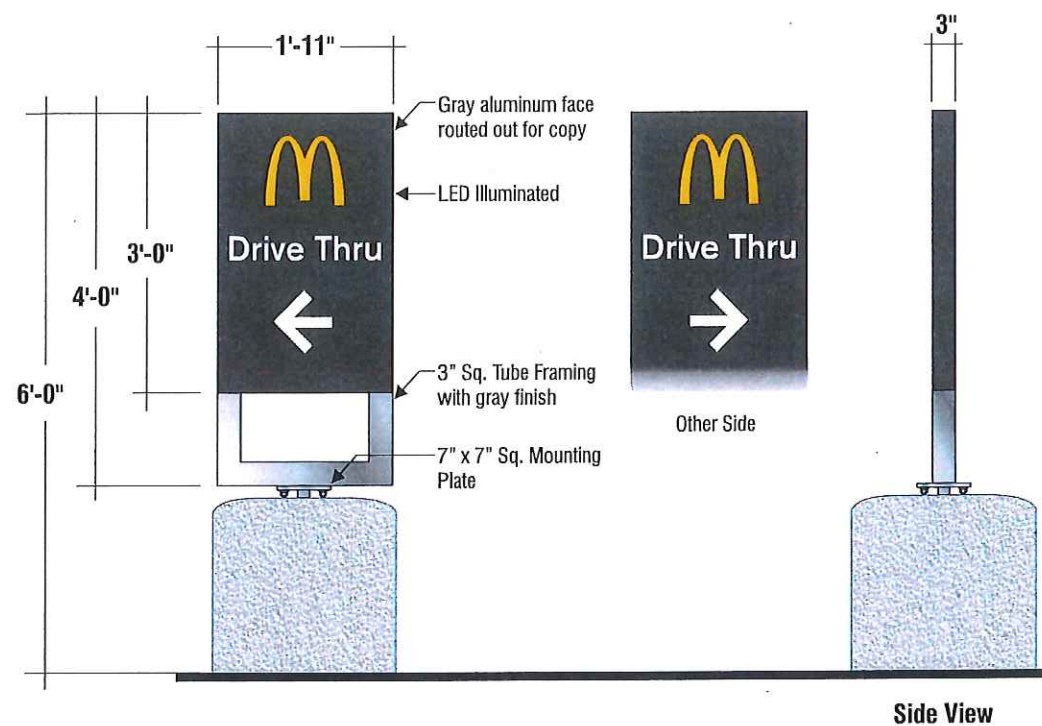 1'-11"
3"
Gray aluminum face
routed out for copy
LED Illuminated
Drive Thru
Drive Thru
3'-0"
4'-0"
6'-0"
3" Sq. Tube Framing
with gray finish
Other Side
7" x 7" Sq. Mounting
Plate
Side View